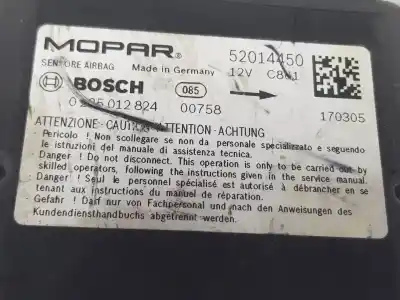 MOPAR®
52014450
SENSORE AIRBAG Made in Germany 12V C841
BOSCH 085
0 285 012 824 00758 170305
ATTENZIONE-CAUTION-ATTENTION-ACHTUNG
- Pericolo ! Non scollegare se non da personale specializzato e seguendo
le istruzioni del manuale di assistenza tecnica.
- Danger ! Do not disconnect. This operation is only to be carried out by
skilled operators, following the instructions given in the service manual.
- Danger ! Seul le personnel spécialisé est autorisé à débrancher en se
tenant aux instructions du manuel de réparation.
- Gefahr ! Darf nur von Fachpersonal und nach den Anweisungen des
Kundendiensthandbuchs abgetrennt werden.